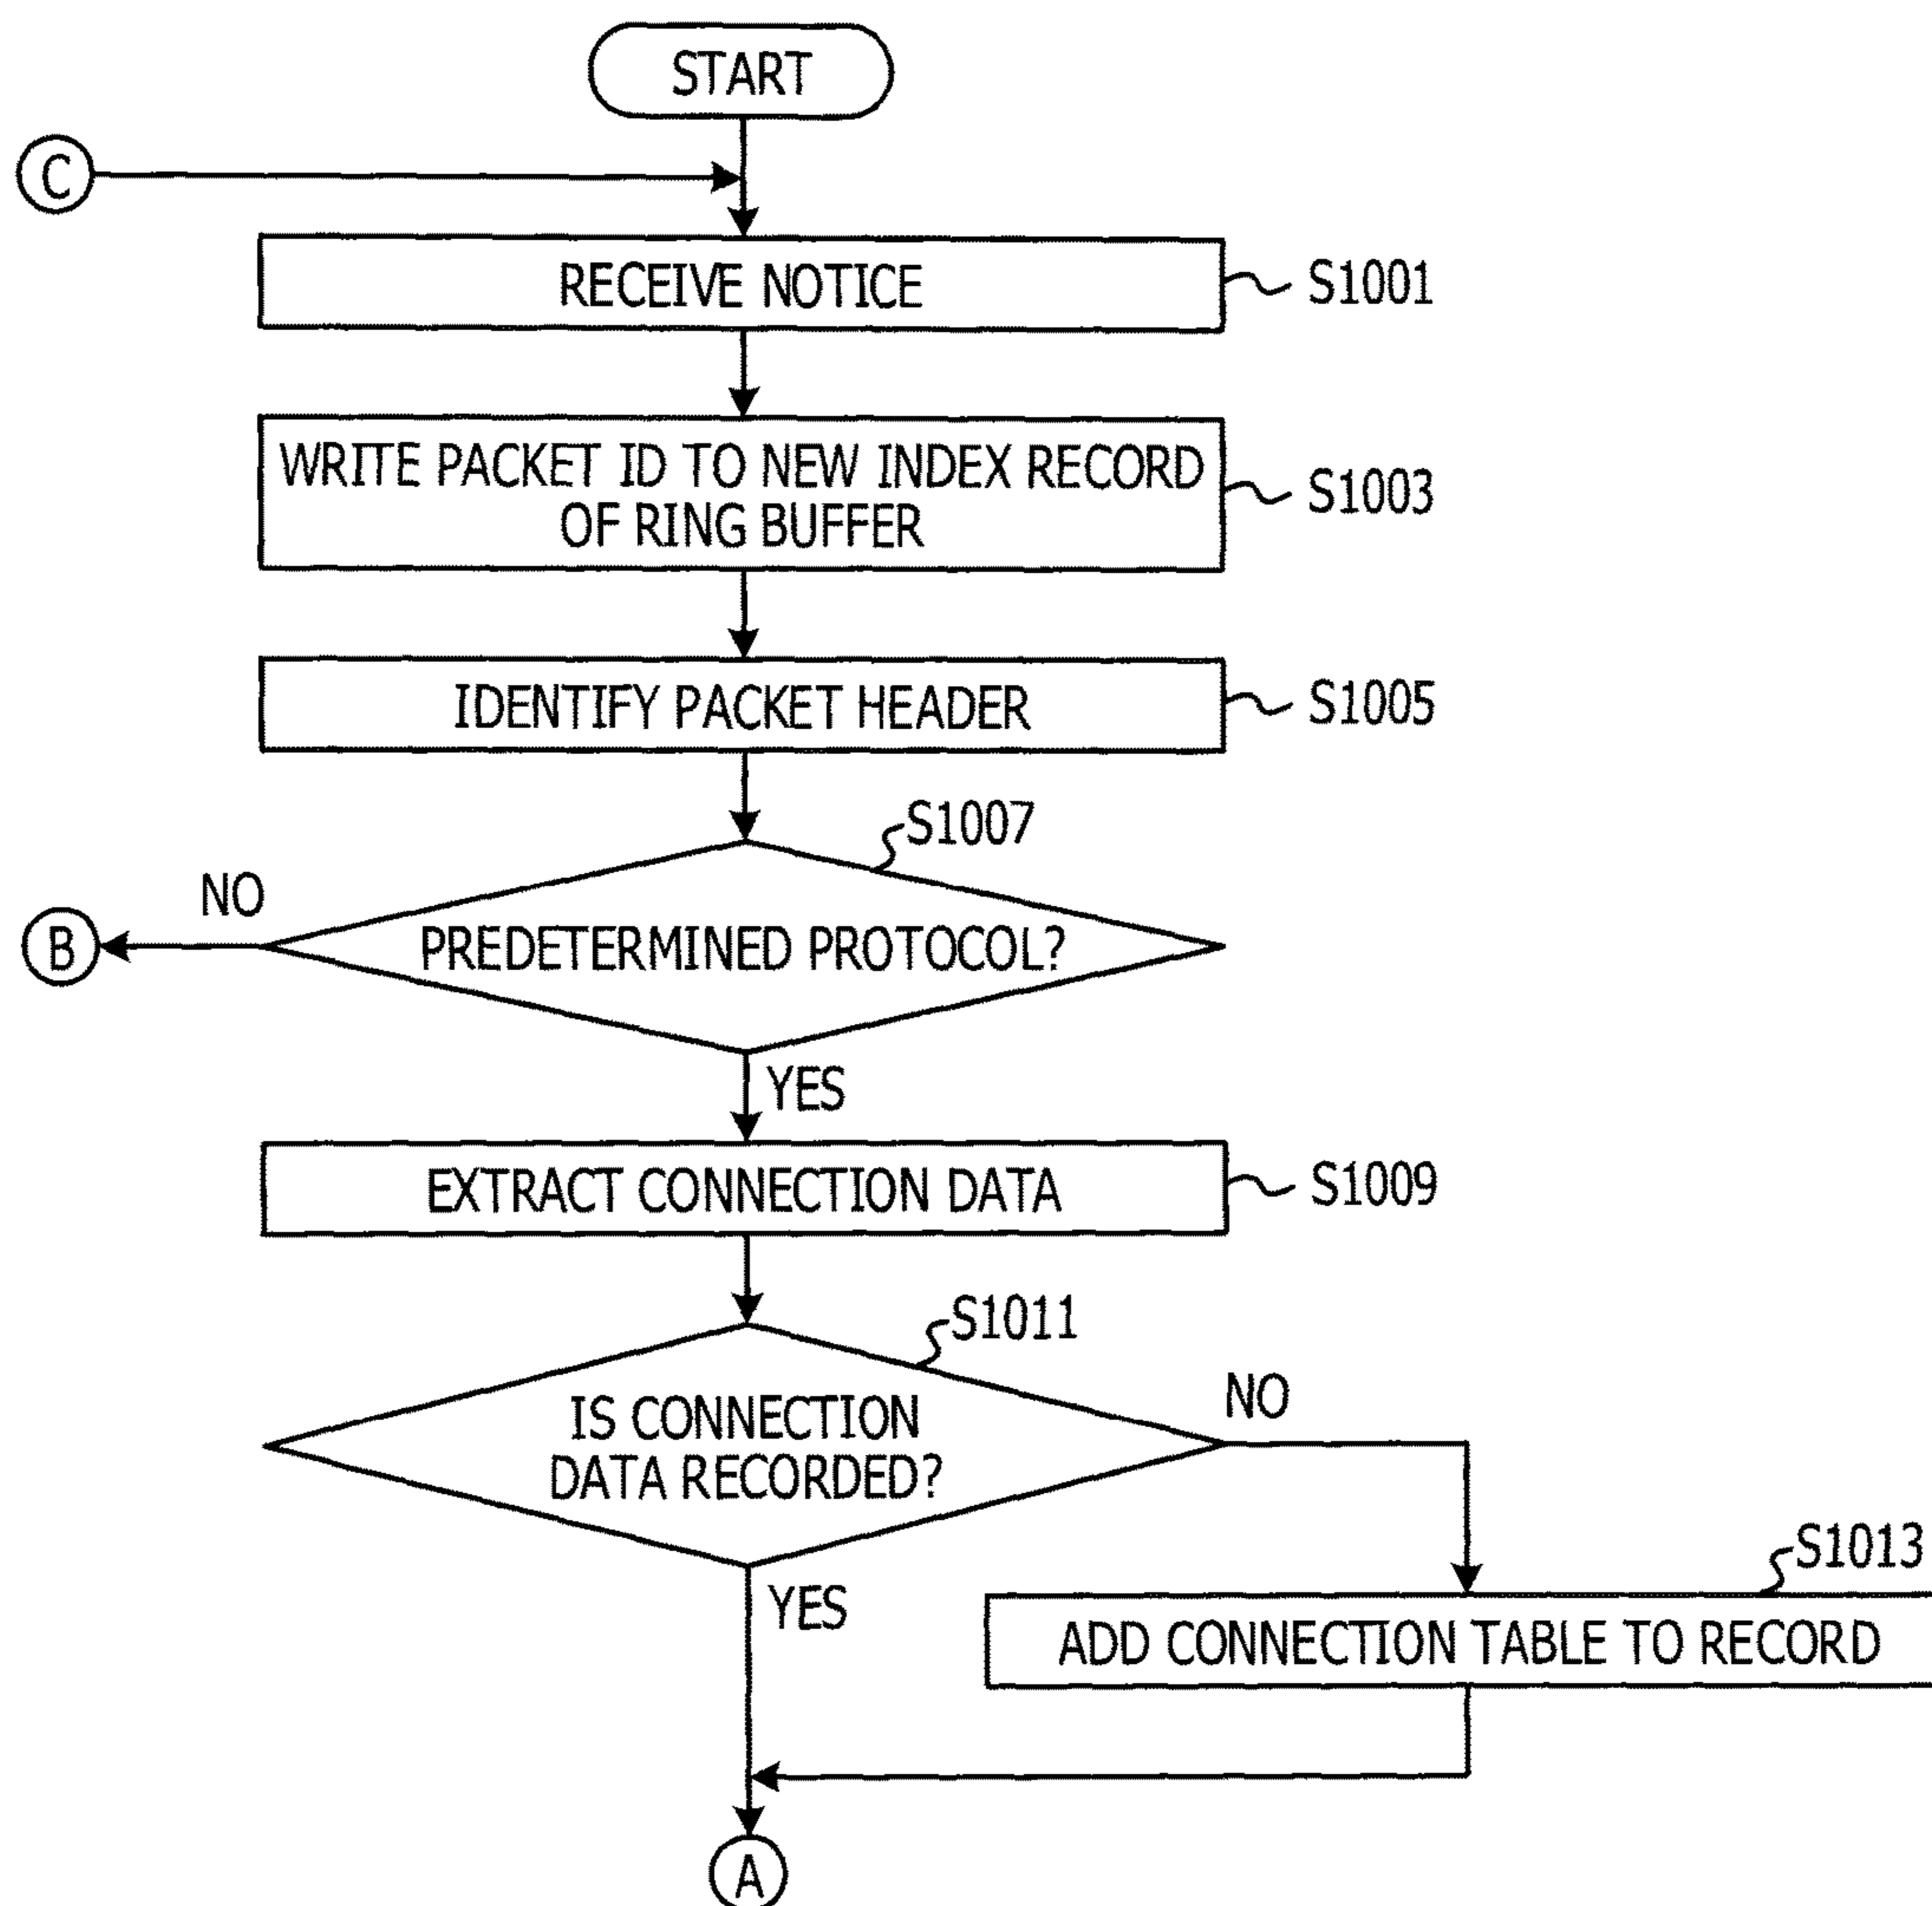 START
C
RECEIVE NOTICE
S1001
WRITE PACKET ID TO NEW INDEX RECORD
OF RING BUFFER
S1003
IDENTIFY PACKET HEADER
S1005
S1007
NO
B
PREDETERMINED PROTOCOL?
YES
EXTRACT CONNECTION DATA
S1009
S1011
IS CONNECTION
DATA RECORDED?
NO
YES
S1013
ADD CONNECTION TABLE TO RECORD
A